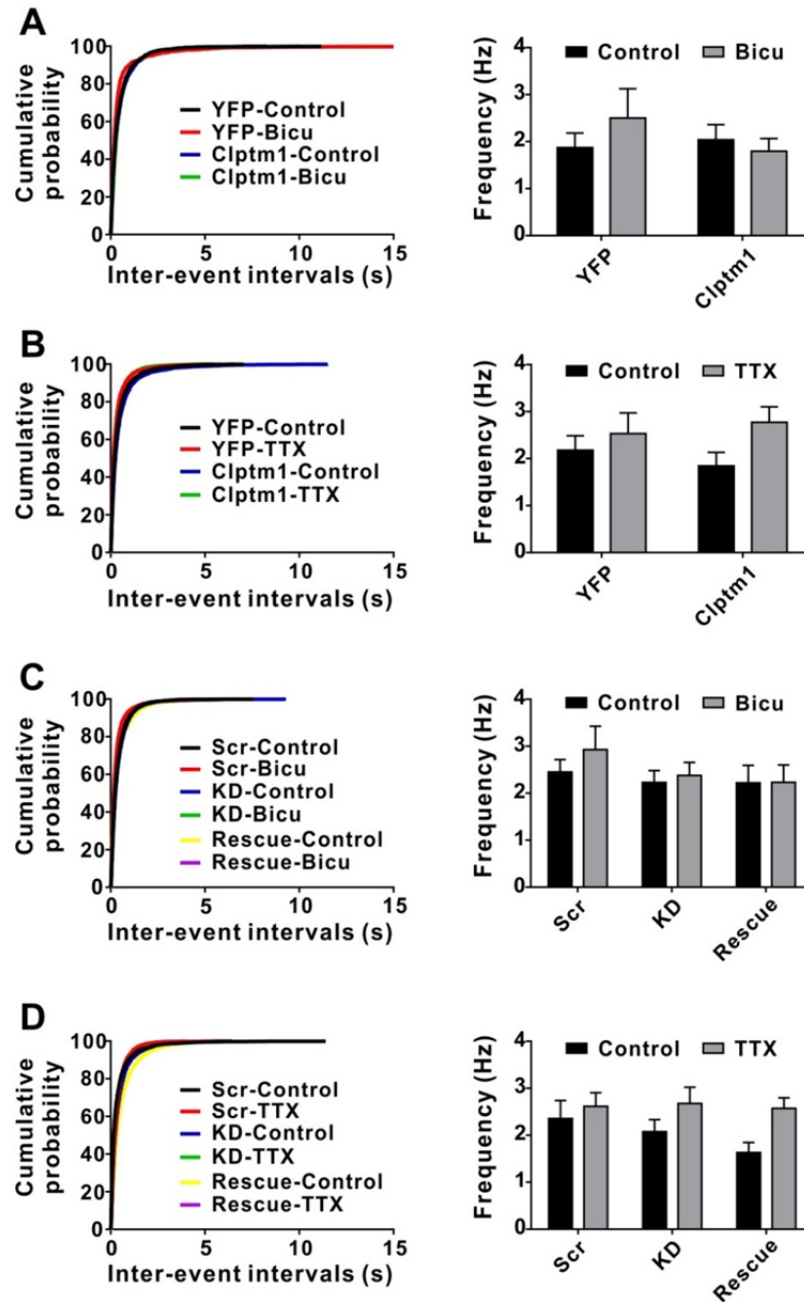 A
Cumulative
probability
100
80
60
40
20
0
YFP-Control
YFP-Bicu
Clptm1-Control
Clptm1-Bicu
0 5 10 15
Inter-event intervals (s)
Frequency (Hz)
4
3
2
1
0
Control Bicu
YFP
Clptm1
B
Cumulative
probability
100
80
60
40
20
0
YFP-Control
YFP-TTX
Clptm1-Control
Clptm1-TTX
0 5 10 15
Inter-event intervals (s)
Frequency (Hz)
4
3
2
1
0
Control TTX
YFP
Clptm1
C
Cumulative
probability
100
80
60
40
20
0
Scr-Control
Scr-Bicu
KD-Control
KD-Bicu
Rescue-Control
Rescue-Bicu
0 5 10 15
Inter-event intervals (s)
Frequency (Hz)
4
3
2
1
0
Control Bicu
Scr
KD
Rescue
D
Cumulative
probability
100
80
60
40
20
0
Scr-Control
Scr-TTX
KD-Control
KD-TTX
Rescue-Control
Rescue-TTX
0 5 10 15
Inter-event intervals (s)
Frequency (Hz)
4
3
2
1
0
Control TTX
Scr
KD
Rescue